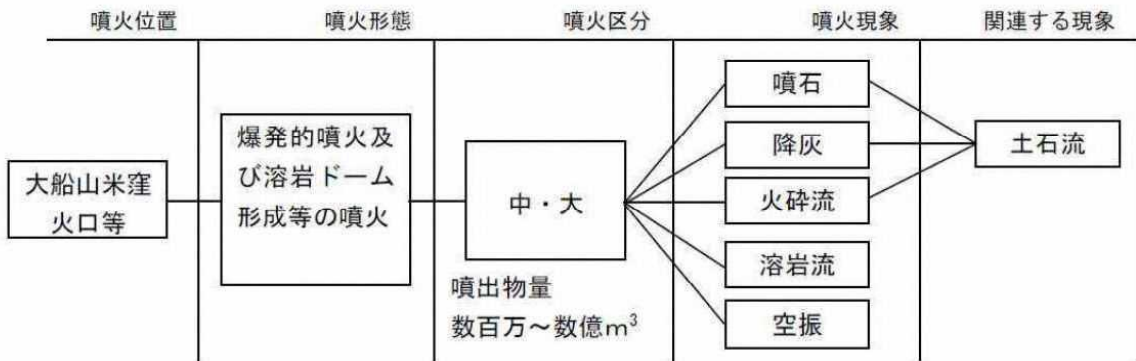 噴火位置
噴火形態
噴火区分
噴火現象
関連する現象
大船山米窪
火口等
爆発的噴火及
び溶岩ドーム
形成等の噴火
中・大
噴出物量
数百万～数億m³
噴石
降灰
火砕流
溶岩流
空振
土石流